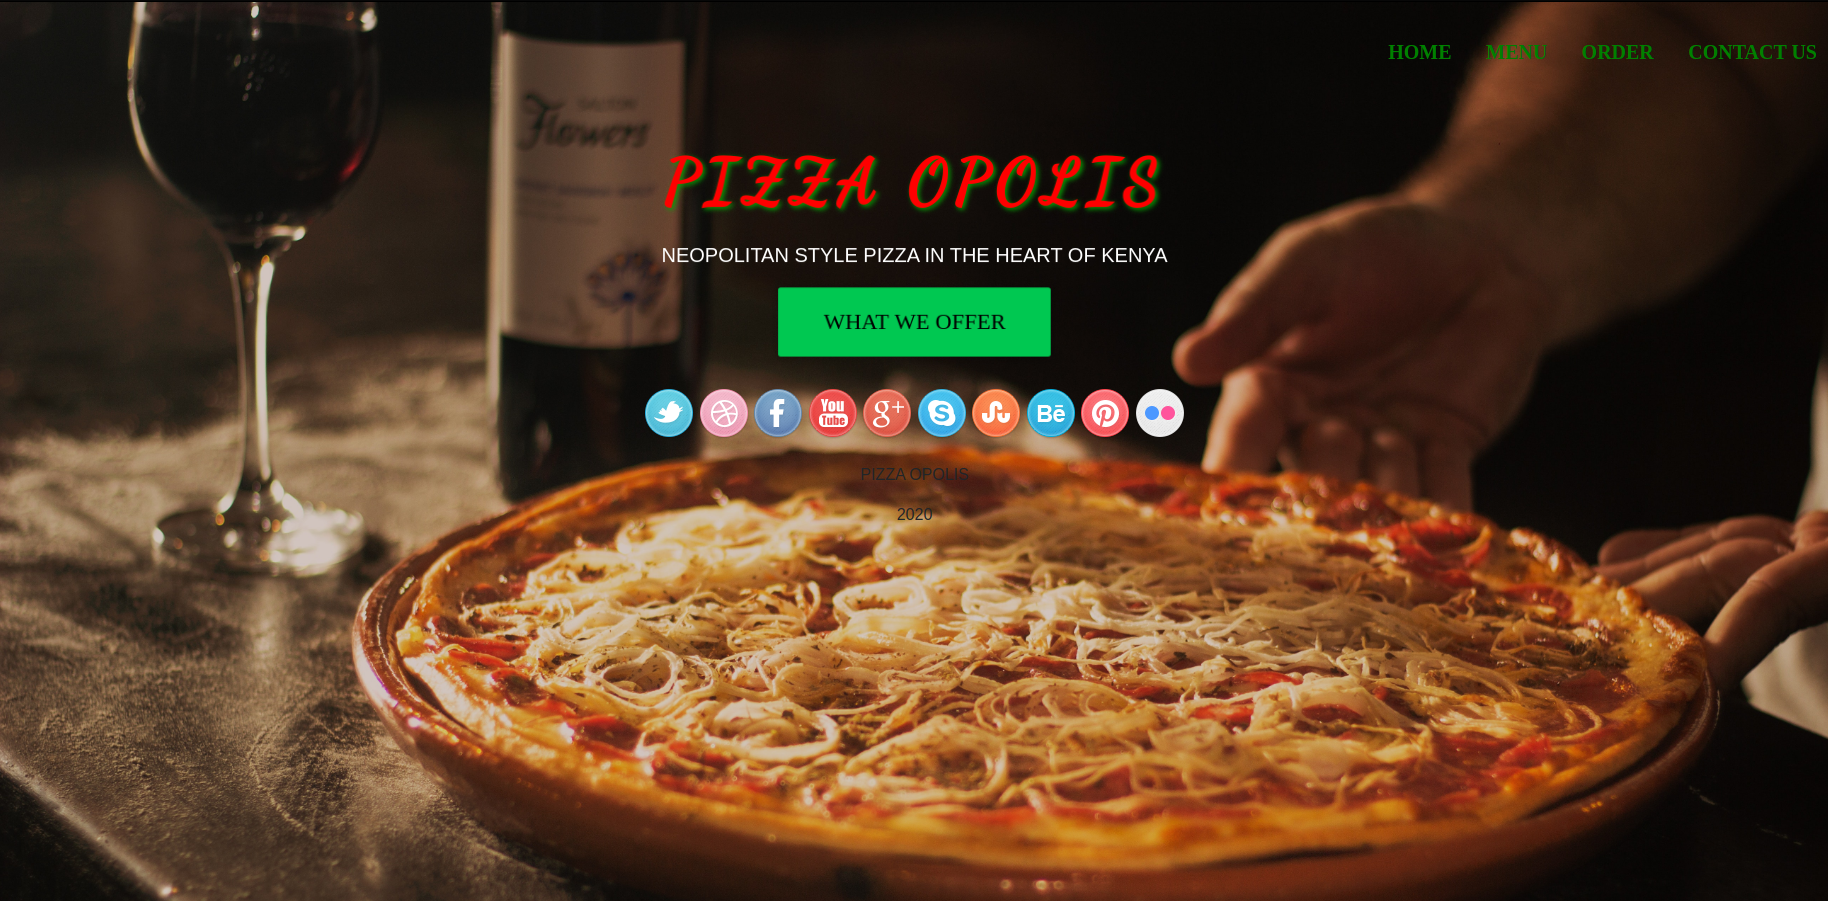 HOME MENU ORDER CONTACT US
Flowers
PIZZA OPOLIS
NEOPOLITAN STYLE PIZZA IN THE HEART OF KENYA
WHAT WE OFFER
You
Tube
g+
Bē
PIZZA OPOLIS
2020